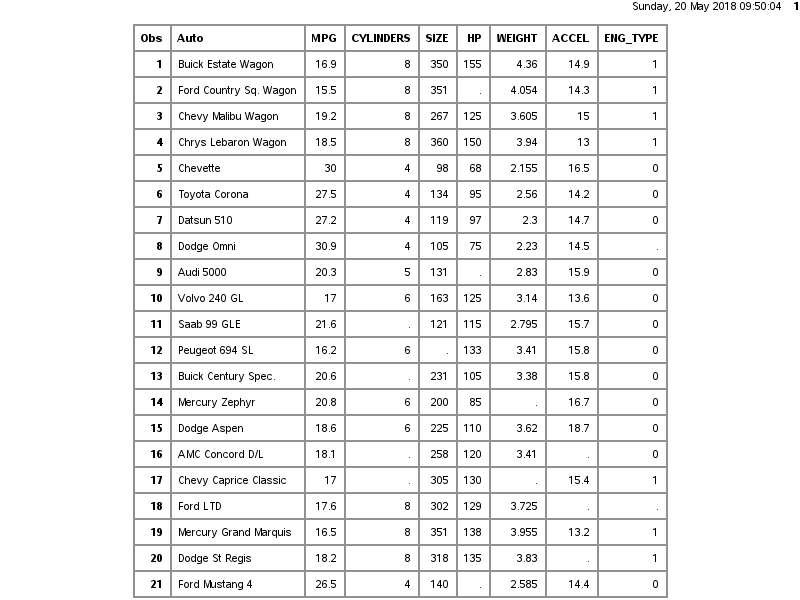 Sunday, 20 May 2018 09:50:04 1
Obs Auto MPG CYLINDERS SIZE HP WEIGHT ACCEL ENG_TYPE
1 Buick Estate Wagon 16.9 8 350 155 4.36 14.9 1
2 Ford Country Sq. Wagon 15.5 8 351 . 4.054 14.3 1
3 Chevy Malibu Wagon 19.2 8 267 125 3.605 15 1
4 Chrys Lebaron Wagon 18.5 8 360 150 3.94 13 1
5 Chevette 30 4 98 68 2.155 16.5 0
6 Toyota Corona 27.5 4 134 95 2.56 14.2 0
7 Datsun 510 27.2 4 119 97 2.3 14.7 0
8 Dodge Omni 30.9 4 105 75 2.23 14.5 .
9 Audi 5000 20.3 5 131 . 2.83 15.9 0
10 Volvo 240 GL 17 6 163 125 3.14 13.6 0
11 Saab 99 GLE 21.6 . 121 115 2.795 15.7 0
12 Peugeot 694 SL 16.2 6 . 133 3.41 15.8 0
13 Buick Century Spec. 20.6 . 231 105 3.38 15.8 0
14 Mercury Zephyr 20.8 6 200 85 . 16.7 0
15 Dodge Aspen 18.6 6 225 110 3.62 18.7 0
16 AMC Concord D/L 18.1 . 258 120 3.41 . 0
17 Chevy Caprice Classic 17 . 305 130 . 15.4 1
18 Ford LTD 17.6 8 302 129 3.725 . .
19 Mercury Grand Marquis 16.5 8 351 138 3.955 13.2 1
20 Dodge St Regis 18.2 8 318 135 3.83 . 1
21 Ford Mustang 4 26.5 4 140 . 2.585 14.4 0